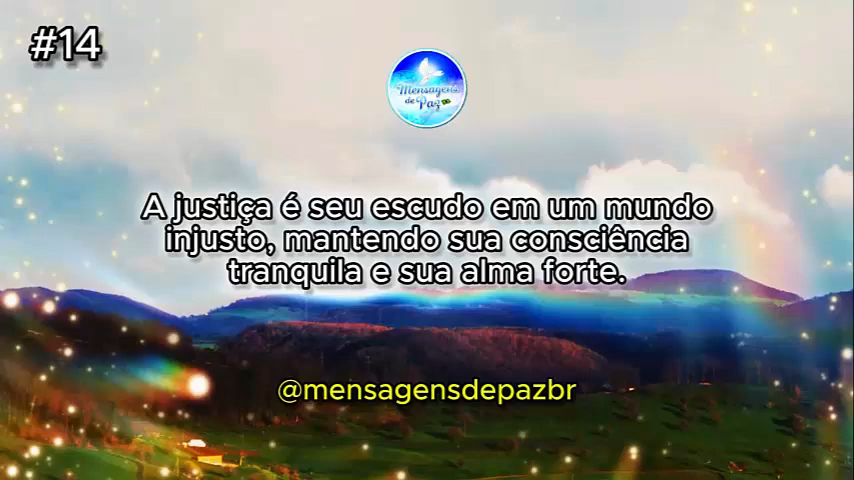 #14
Mensagens
de Paz
A justiça é seu escudo em um mundo
injusto, mantendo sua consciência
tranquila e sua alma forte.
@mensagensdepazbr